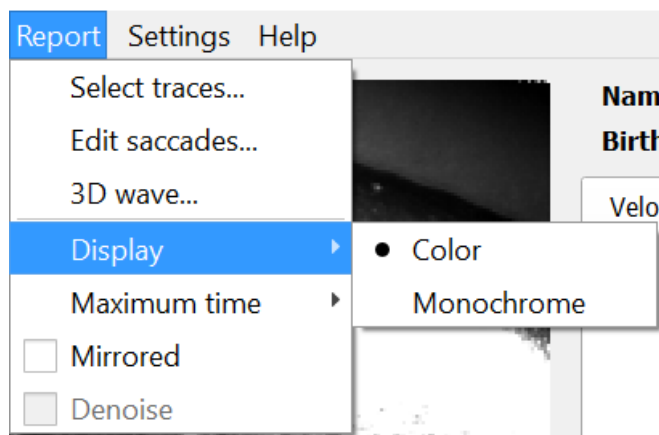 Report Settings Help
Select traces...
Edit saccades...
3D wave...
Display
Maximum time
Mirrored
Denoise
Color
Monochrome
Nam
Birth
Velo